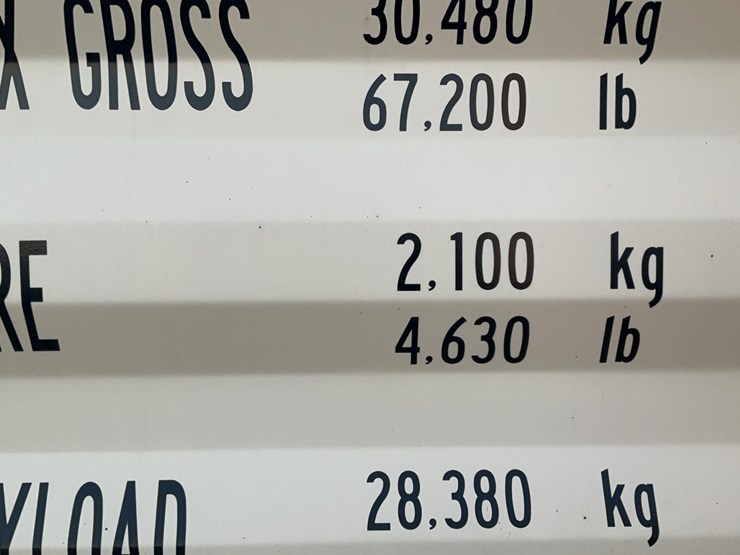 X GROSS 30,480 kg
67,200 lb
RE 2,100 kg
4,630 lb
YLOAD 28,380 kg